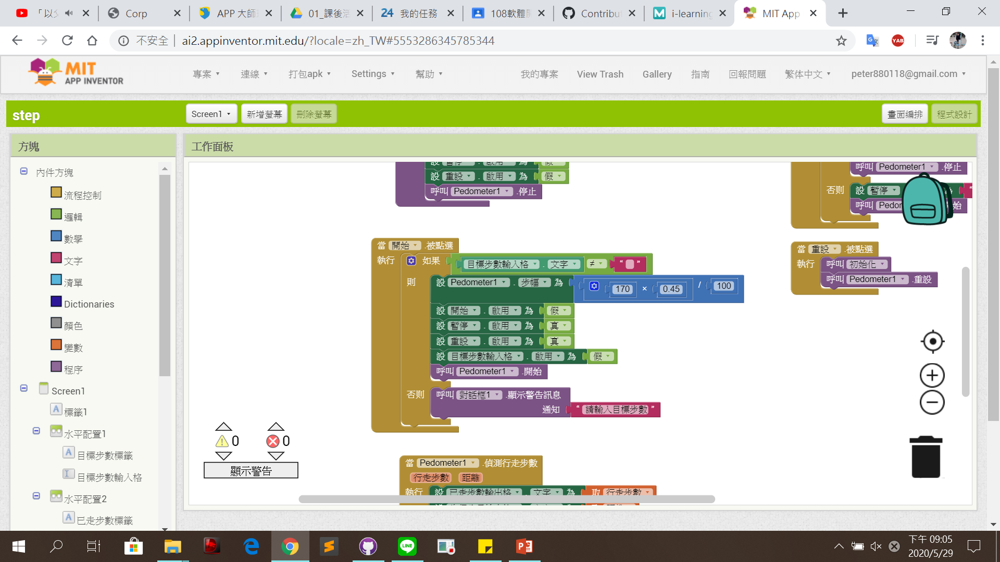 「以父
Corp
APP 大師
01_課後活
24 我的任務
108軟體開
Contribut
i-learning
MIT App
不安全 | ai2.appinventor.mit.edu/?locale=zh_TW#5553286345785344
YAB
MIT
APP INVENTOR
專案
連線
打包apk
Settings
幫助
我的專案
View Trash
Gallery
指南
回報問題
繁体中文
peter880118@gmail.com
step
Screen1
新增螢幕
刪除螢幕
畫面編排
程式設計
方塊
內件方塊
流程控制
邏輯
數學
文字
清單
Dictionaries
顏色
變數
程序
Screen1
標籤1
水平配置1
目標步數標籤
目標步數輸入格
水平配置2
已走步數標籤
工作面板
設 暫停 . 啟用 為 假
設 重設 . 啟用 為 假
呼叫 Pedometer1 .停止
當 開始 .被點選
執行 如果 目標步數輸入格 . 文字 ≠ “ ”
則 設 Pedometer1 . 步幅 為 170 × 0.45 / 100
設 開始 . 啟用 為 假
設 暫停 . 啟用 為 真
設 重設 . 啟用 為 真
設 目標步數輸入格 . 啟用 為 假
呼叫 Pedometer1 .開始
否則 呼叫 對話框1 .顯示警告訊息
通知 “ 請輸入目標步數 ”
當 Pedometer1 .偵測行走步數
行走步數 距離
執行 設 已走步數輸出格 . 文字 為 取 行走步數
呼叫 Pedometer1 .停止
否則 設 暫停 為 “
呼叫 Pedor 始
當 重設 .被點選
執行 呼叫 初始化
呼叫 Pedometer1 .重設
0 0
顯示警告
LINE
下午 09:05
2020/5/29